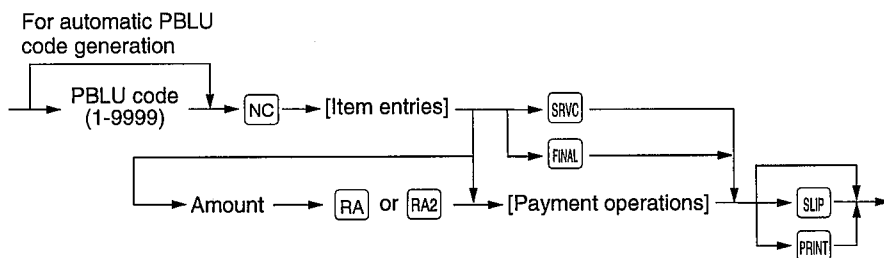 For automatic PBLU
code generation
PBLU code
(1-9999)
NC
[Item entries]
SRVC
FINAL
Amount
RA or RA2
[Payment operations]
SLIP
PRINT